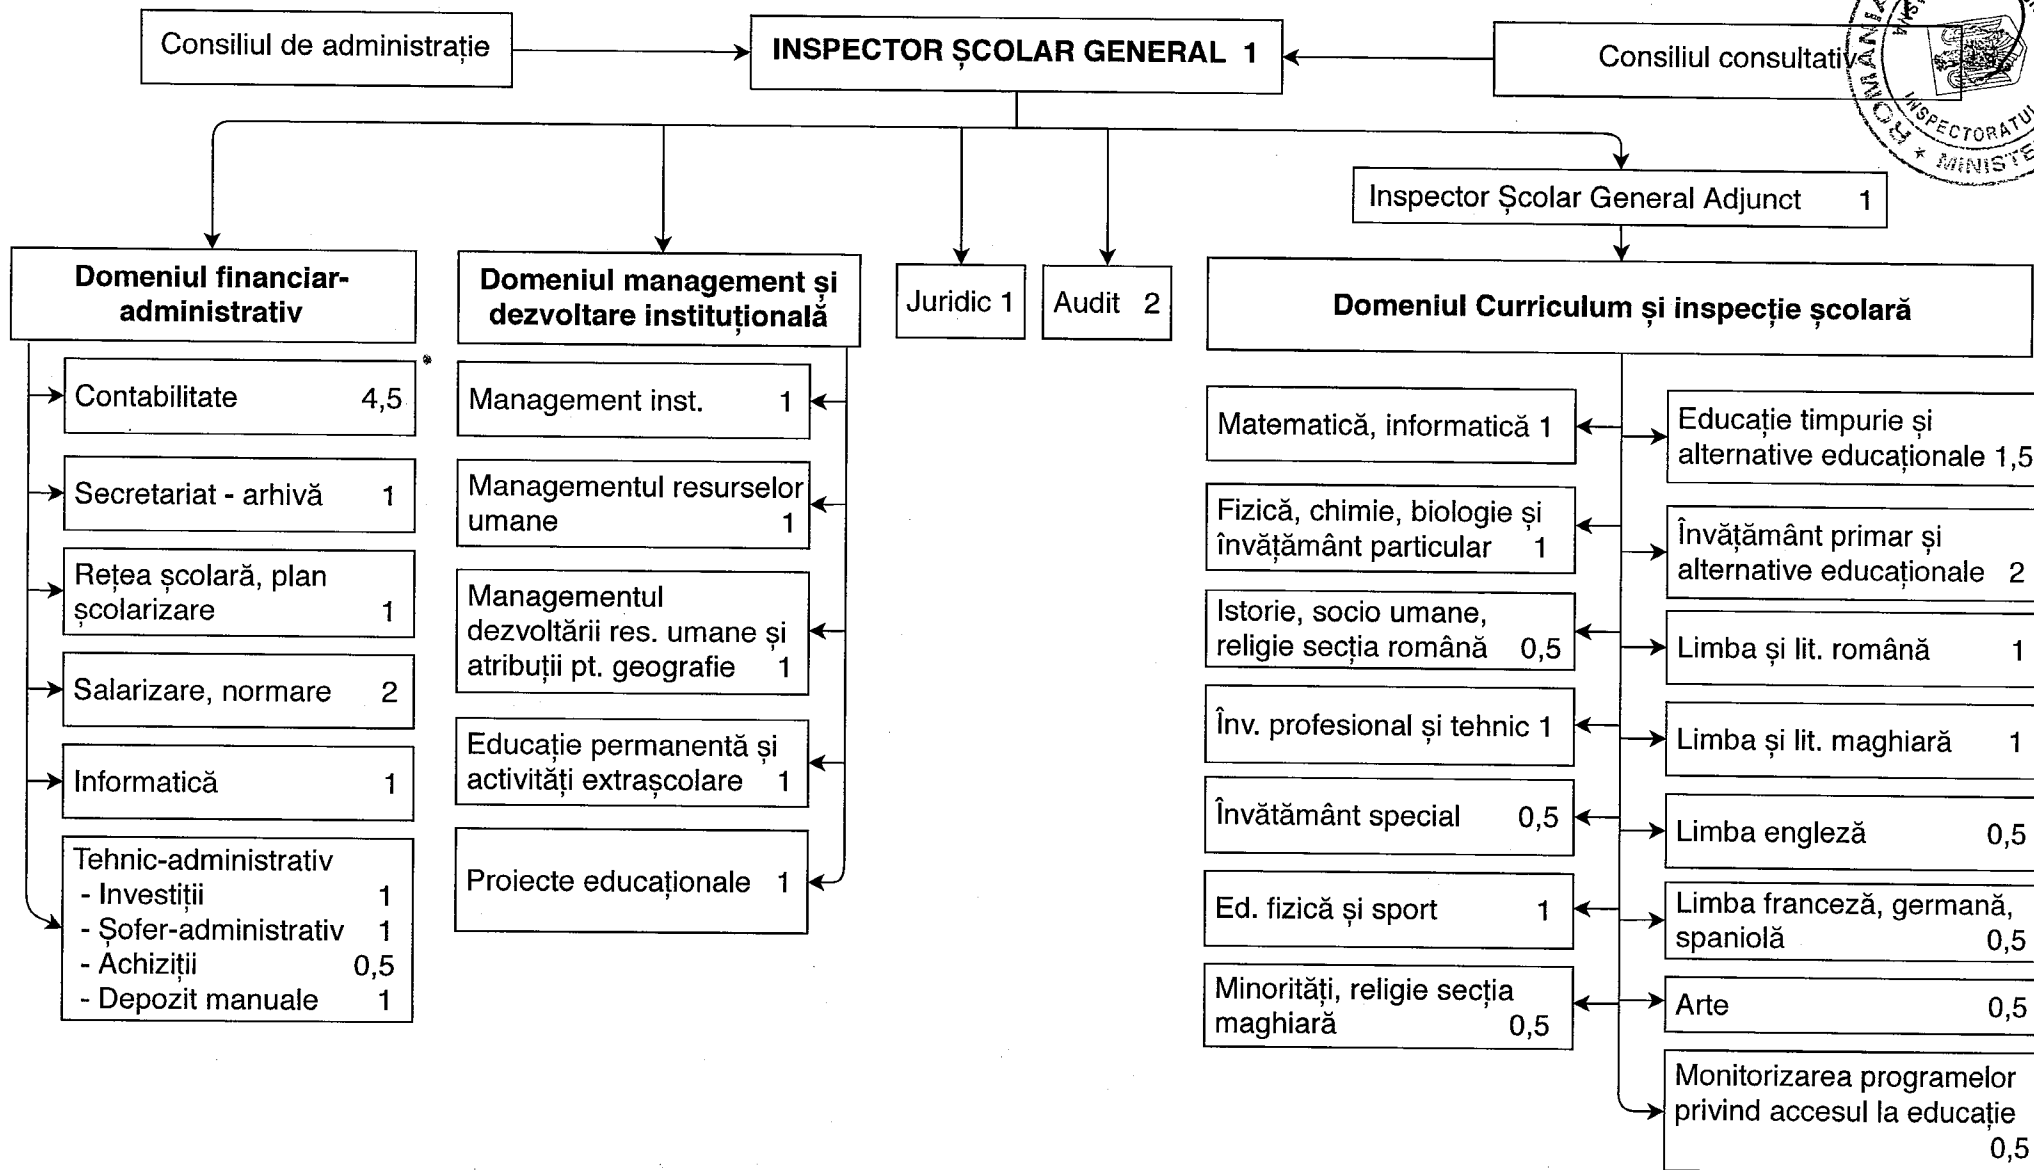 Consiliul de administrație
INSPECTOR ȘCOLAR GENERAL 1
Consiliul consultativ
ROMÂNIA
INSPECTORATUL
Inspector Școlar General Adjunct 1
Domeniul financiar-
administrativ
Contabilitate 4,5
Secretariat - arhivă 1
Rețea școlară, plan
școlarizare 1
Salarizare, normare 2
Informatică 1
Tehnic-administrativ
- Investiții 1
- Șofer-administrativ 1
- Achiziții 0,5
- Depozit manuale 1
Domeniul management și
dezvoltare instituțională
Management inst. 1
Managementul resurselor
umane 1
Managementul
dezvoltării res. umane și
atribuții pt. geografie 1
Educație permanentă și
activități extrașcolare 1
Proiecte educaționale 1
Juridic 1
Audit 2
Domeniul Curriculum și inspecție școlară
Matematică, informatică 1
Fizică, chimie, biologie și
învățământ particular 1
Istorie, socio umane,
religie secția română 0,5
Înv. profesional și tehnic 1
Învătământ special 0,5
Ed. fizică și sport 1
Minorități, religie secția
maghiară 0,5
Educație timpurie și
alternative educaționale 1,5
Învățământ primar și
alternative educaționale 2
Limba și lit. română 1
Limba și lit. maghiară 1
Limba engleză 0,5
Limba franceză, germană,
spaniolă 0,5
Arte 0,5
Monitorizarea programelor
privind accesul la educație
0,5